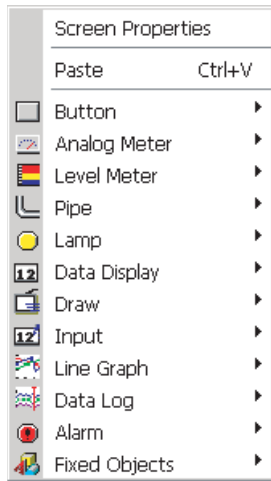 Screen Properties
Paste Ctrl+V
Button
Analog Meter
Level Meter
Pipe
Lamp
12 Data Display
Draw
12 Input
Line Graph
Data Log
Alarm
Fixed Objects